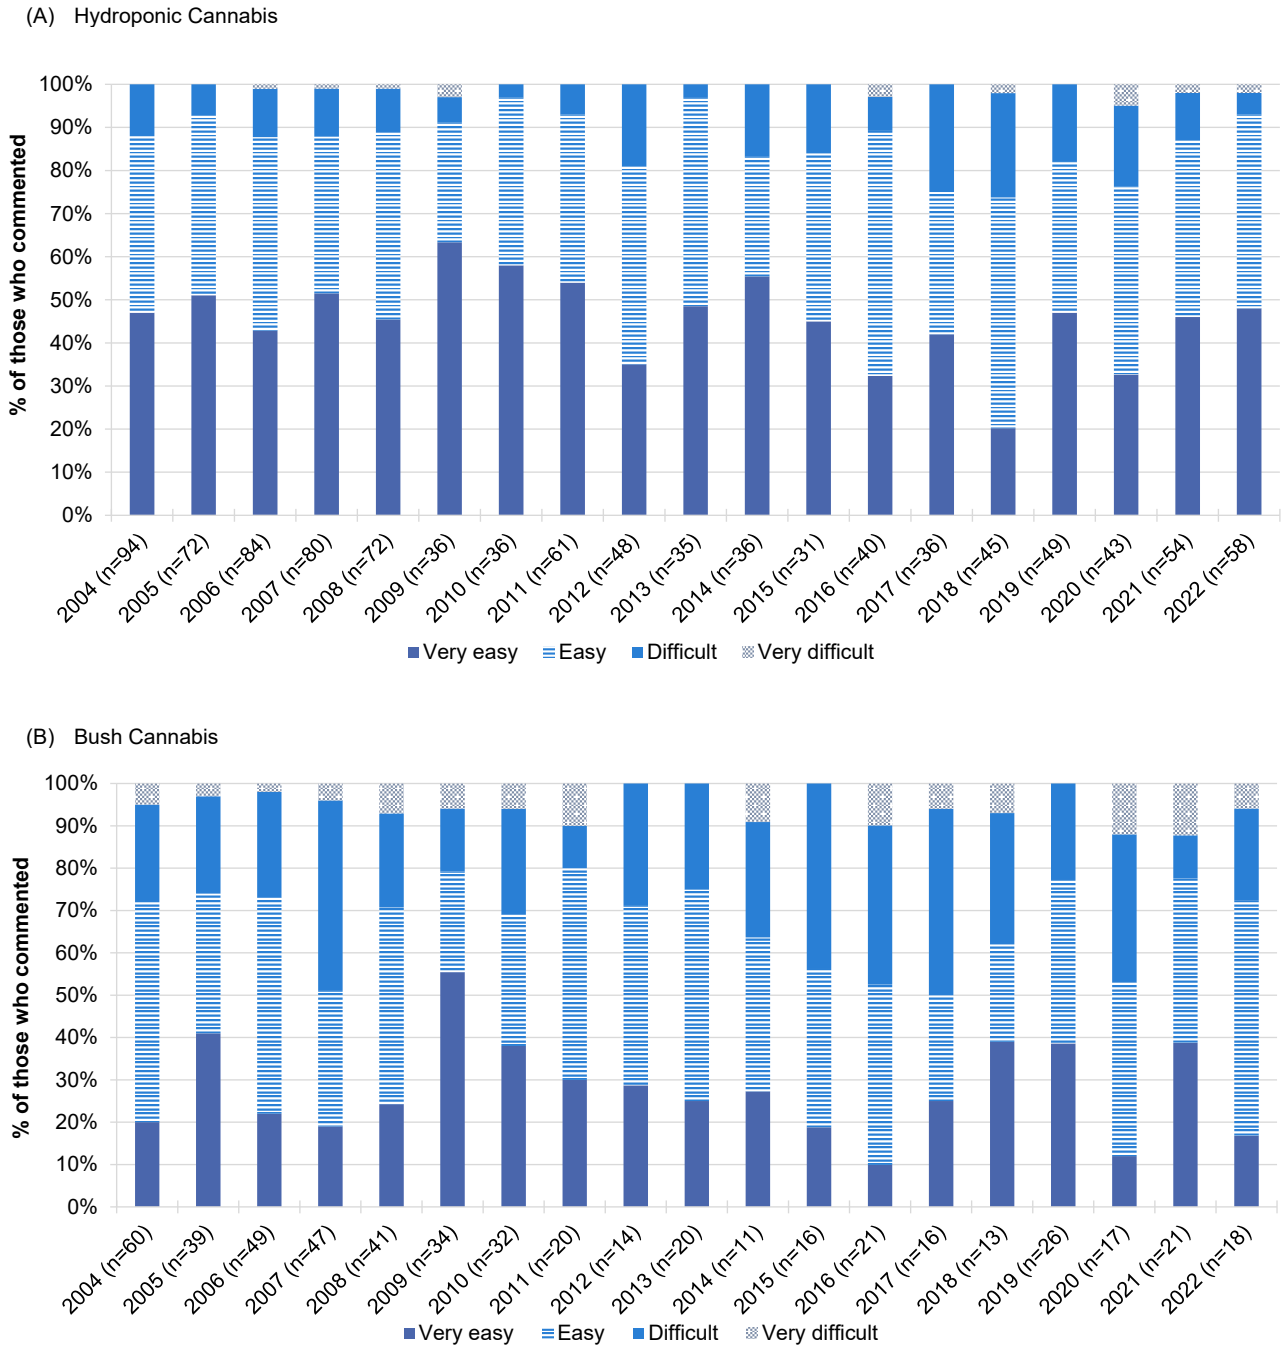 (A) Hydroponic Cannabis
100%
90%
80%
70%
60%
50%
40%
30%
20%
10%
0%
% of those who commented
2004 (n=94)
2005 (n=72)
2006 (n=84)
2007 (n=80)
2008 (n=72)
2009 (n=36)
2010 (n=36)
2011 (n=61)
2012 (n=48)
2013 (n=35)
2014 (n=36)
2015 (n=31)
2016 (n=40)
2017 (n=36)
2018 (n=45)
2019 (n=49)
2020 (n=43)
2021 (n=54)
2022 (n=58)
Very easy Easy Difficult Very difficult
(B) Bush Cannabis
100%
90%
80%
70%
60%
50%
40%
30%
20%
10%
0%
% of those who commented
2004 (n=60)
2005 (n=39)
2006 (n=49)
2007 (n=47)
2008 (n=41)
2009 (n=34)
2010 (n=32)
2011 (n=20)
2012 (n=14)
2013 (n=20)
2014 (n=11)
2015 (n=16)
2016 (n=21)
2017 (n=16)
2018 (n=13)
2019 (n=26)
2020 (n=17)
2021 (n=21)
2022 (n=18)
Very easy Easy Difficult Very difficult